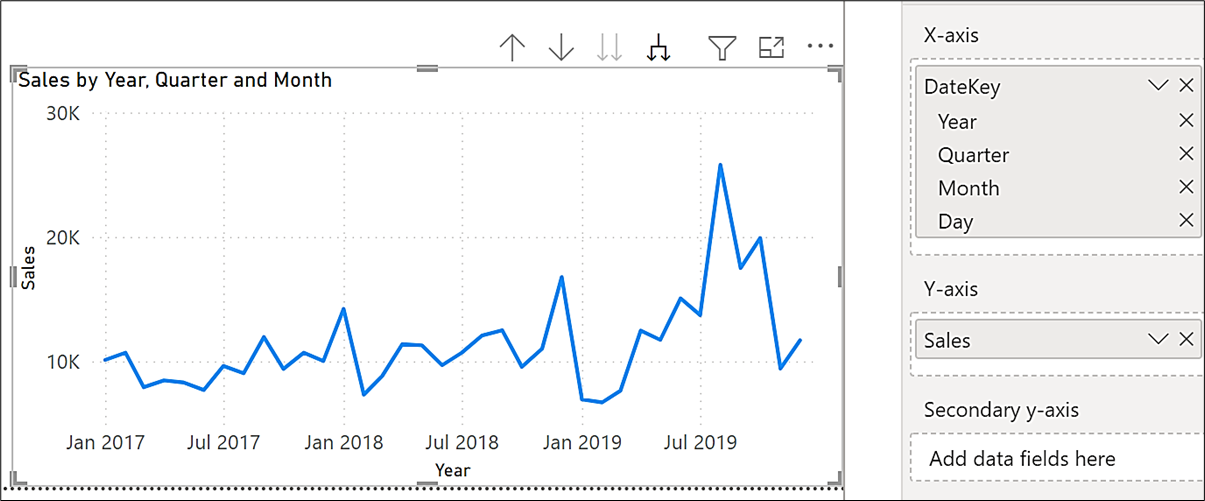 Sales by Year, Quarter and Month
30K
20K
10K
Sales
Jan 2017 Jul 2017 Jan 2018 Jul 2018 Jan 2019 Jul 2019
Year
X-axis
DateKey
Year
Quarter
Month
Day
Y-axis
Sales
Secondary y-axis
Add data fields here